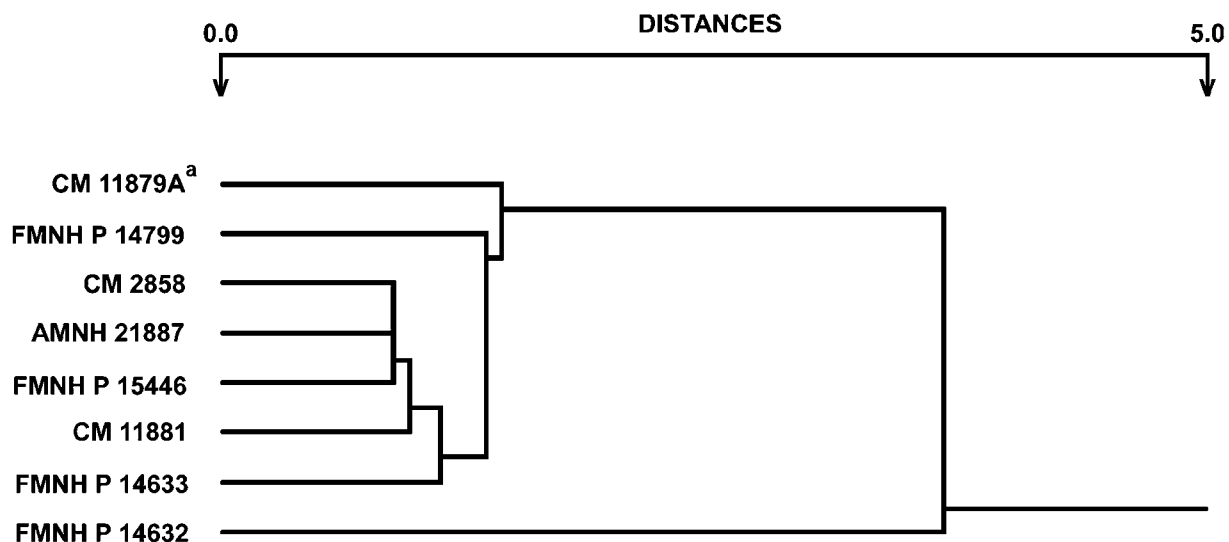 DISTANCES
0.0 5.0
CM 11879Aᵃ
FMNH P 14799
CM 2858
AMNH 21887
FMNH P 15446
CM 11881
FMNH P 14633
FMNH P 14632